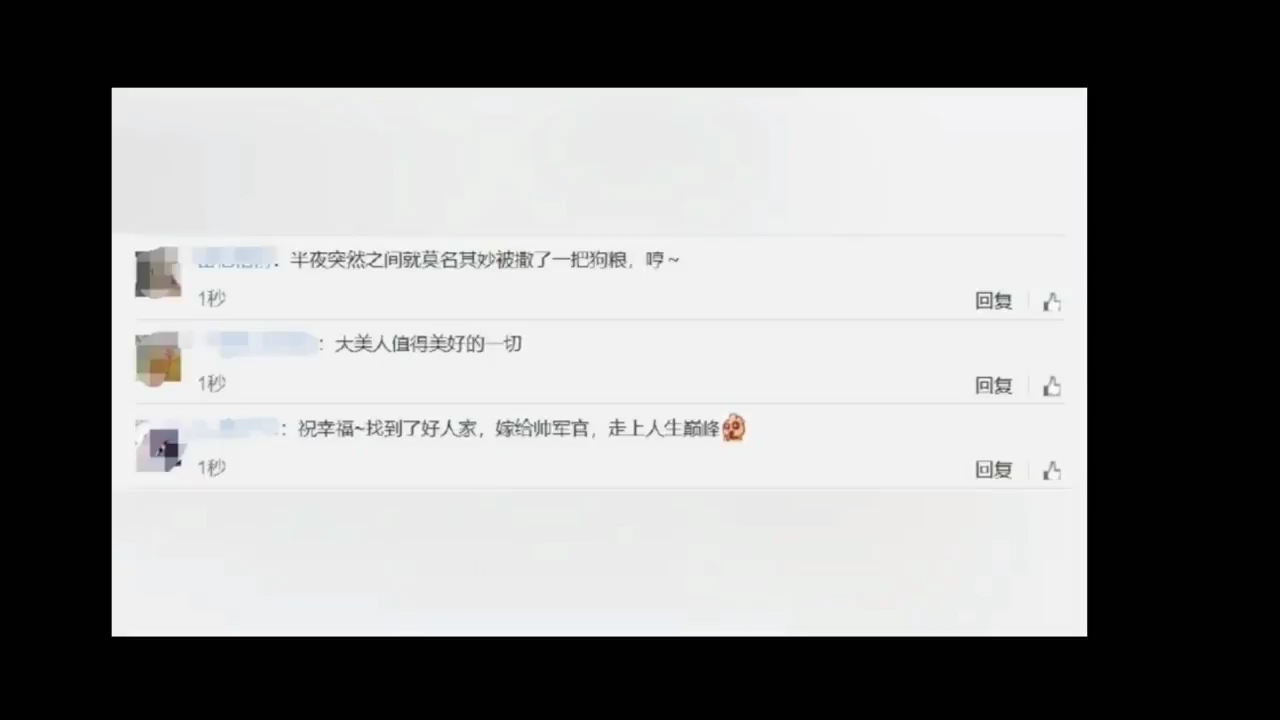 ：半夜突然之间就莫名其妙被撒了一把狗粮，哼~
1秒
回复
：大美人值得美好的一切
1秒
回复
：祝幸福~找到了好人家，嫁给帅军官，走上人生巅峰
1秒
回复